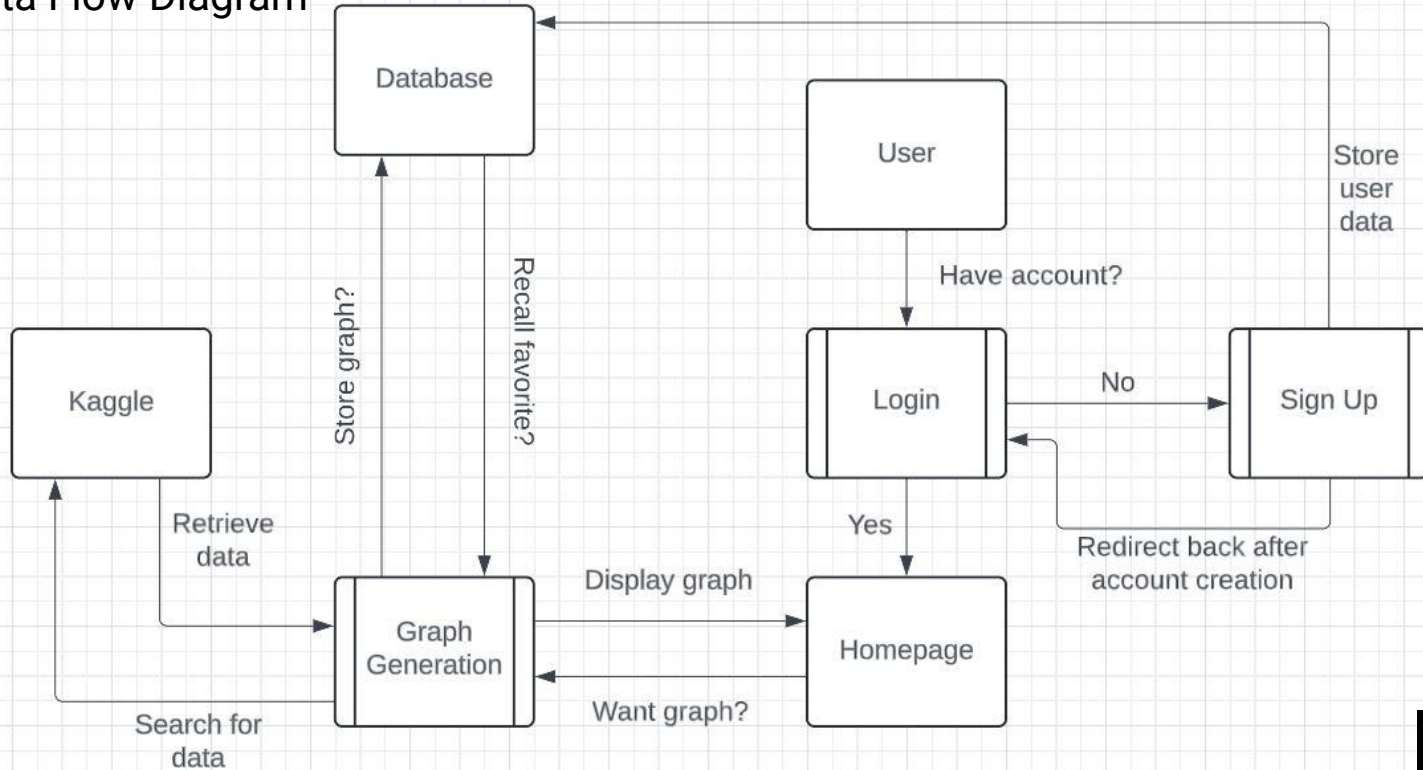 ta Flow Diagram
Database
User
Store
user
data
Have account?
Store graph?
Recall favorite?
Kaggle
Login
No
Sign Up
Retrieve
data
Yes
Redirect back after
account creation
Display graph
Graph
Generation
Homepage
Want graph?
Search for
data